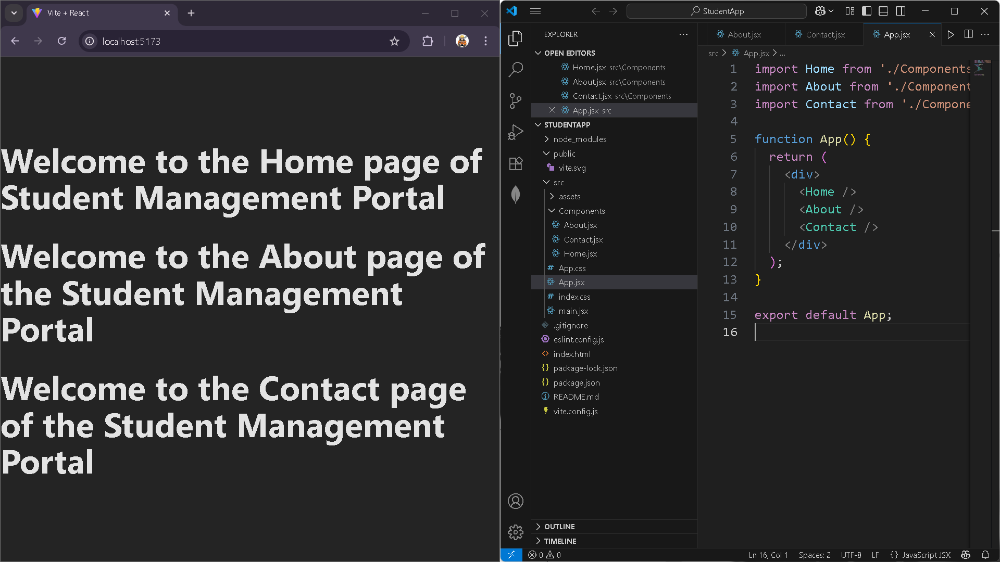 Vite + React
localhost:5173
Welcome to the Home page of
Student Management Portal
Welcome to the About page of
the Student Management
Portal
Welcome to the Contact page
of the Student Management
Portal
StudentApp
EXPLORER
OPEN EDITORS
Home.jsx src\Components
About.jsx src\Components
Contact.jsx src\Components
App.jsx src
STUDENTAPP
node_modules
public
vite.svg
src
assets
Components
About.jsx
Contact.jsx
Home.jsx
App.css
App.jsx
index.css
main.jsx
.gitignore
eslint.config.js
index.html
package-lock.json
package.json
README.md
vite.config.js
OUTLINE
TIMELINE
About.jsx Contact.jsx App.jsx
src > App.jsx > ...
1 import Home from './Components
2 import About from './Component
3 import Contact from './Compone
4
5 function App() {
6 return (
7 <div>
8 <Home />
9 <About />
10 <Contact />
11 </div>
12 );
13 }
14
15 export default App;
16
0 0 Ln 16, Col 1 Spaces: 2 UTF-8 LF {} JavaScript JSX